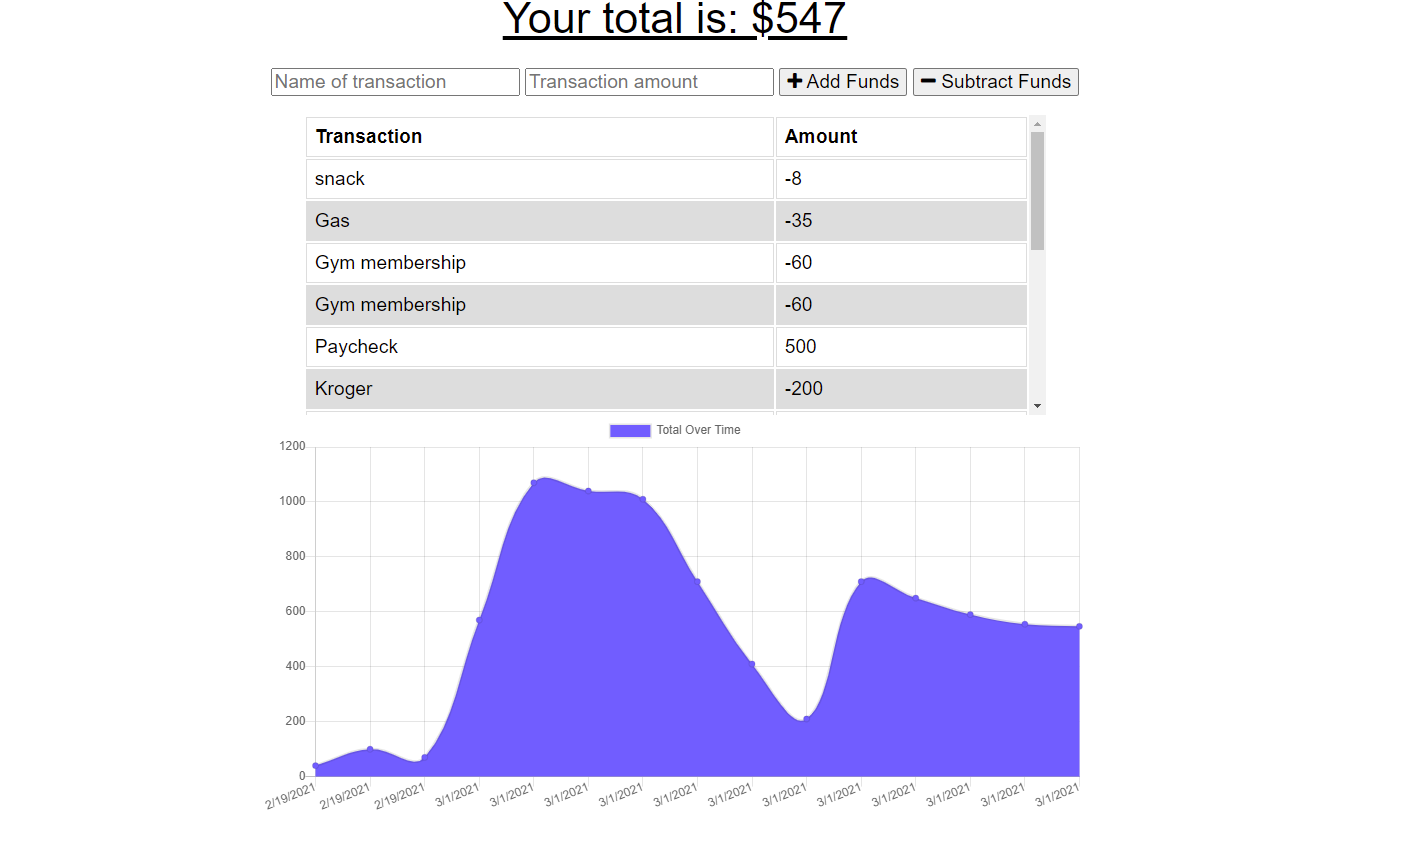 Your total is: $547
Name of transaction Transaction amount Add Funds Subtract Funds
Transaction Amount
snack -8
Gas -35
Gym membership -60
Gym membership -60
Paycheck 500
Kroger -200
Total Over Time
1200
1000
800
600
400
200
0
2/19/2021 2/19/2021 2/19/2021 3/1/2021 3/1/2021 3/1/2021 3/1/2021 3/1/2021 3/1/2021 3/1/2021 3/1/2021 3/1/2021 3/1/2021 3/1/2021 3/1/2021